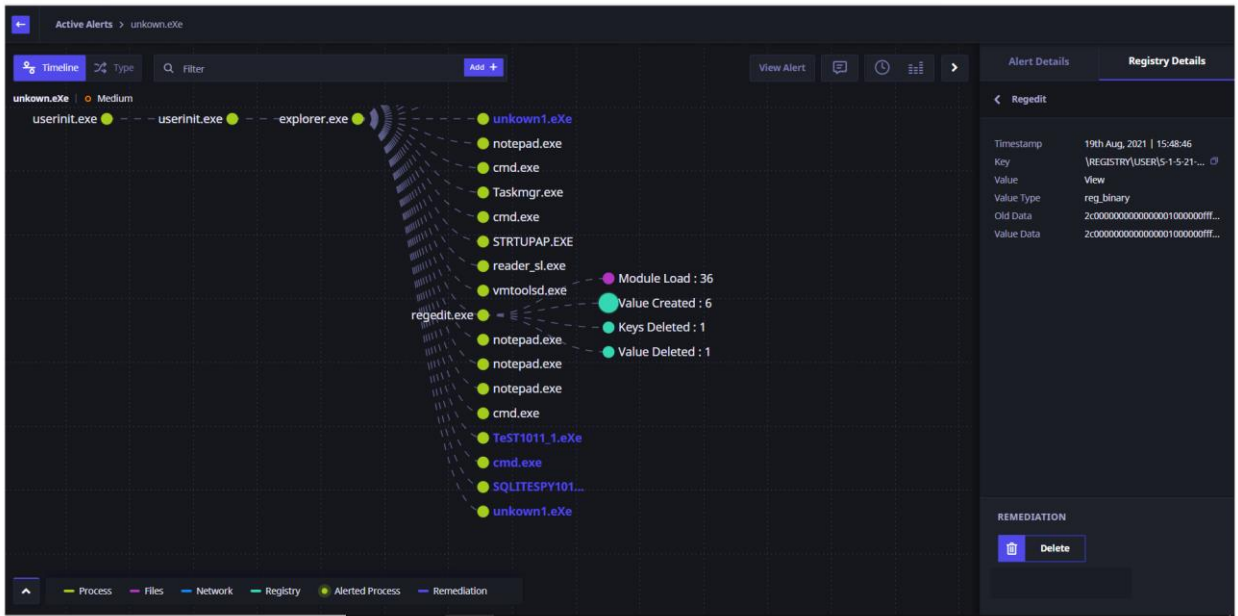 Active Alerts > unkown.eXe
Timeline Type Filter Add + View Alert
Alert Details Registry Details
unkown.eXe | Medium
Regedit
userinit.exe userinit.exe explorer.exe unkown1.eXe
notepad.exe
cmd.exe
Taskmgr.exe
cmd.exe
STRTUPAP.EXE
reader_sl.exe
vmtoolsd.exe
regedit.exe
notepad.exe
notepad.exe
notepad.exe
cmd.exe
TeST1011_1.eXe
cmd.exe
SQLITESPY101...
unkown1.eXe
Module Load : 36
Value Created : 6
Keys Deleted : 1
Value Deleted : 1
Timestamp 19th Aug, 2021 | 15:48:46
Key \REGISTRY\USER\S-1-5-21-...
Value View
Value Type reg_binary
Old Data 2c0000000000000001000000fff...
Value Data 2c0000000000000001000000fff...
REMEDIATION
Delete
Process Files Network Registry Alerted Process Remediation